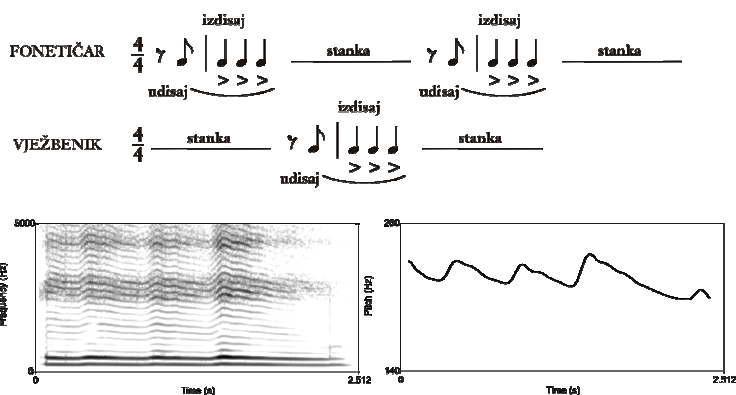 izdisaj izdisaj
FONETIČAR 4/4 stanka stanka
> > > > > >
udisaj udisaj
izdisaj
VJEŽBENIK 4/4 stanka stanka
> > >
udisaj
5000 260
Frequency (Hz) Pitch (Hz)
0 140
0 2.512 0 2.512
Time (s) Time (s)